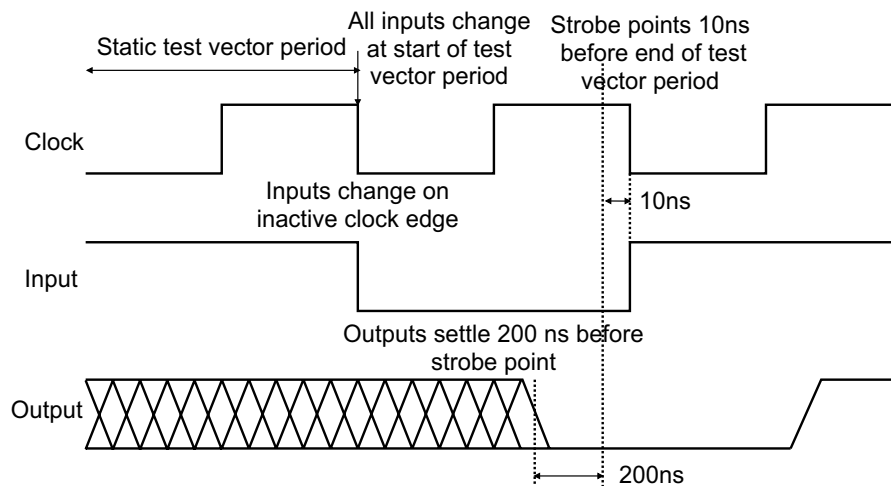 Static test vector period
All inputs change
at start of test
vector period
Strobe points 10ns
before end of test
vector period
Clock
Inputs change on
inactive clock edge
10ns
Input
Outputs settle 200 ns before
strobe point
Output
200ns